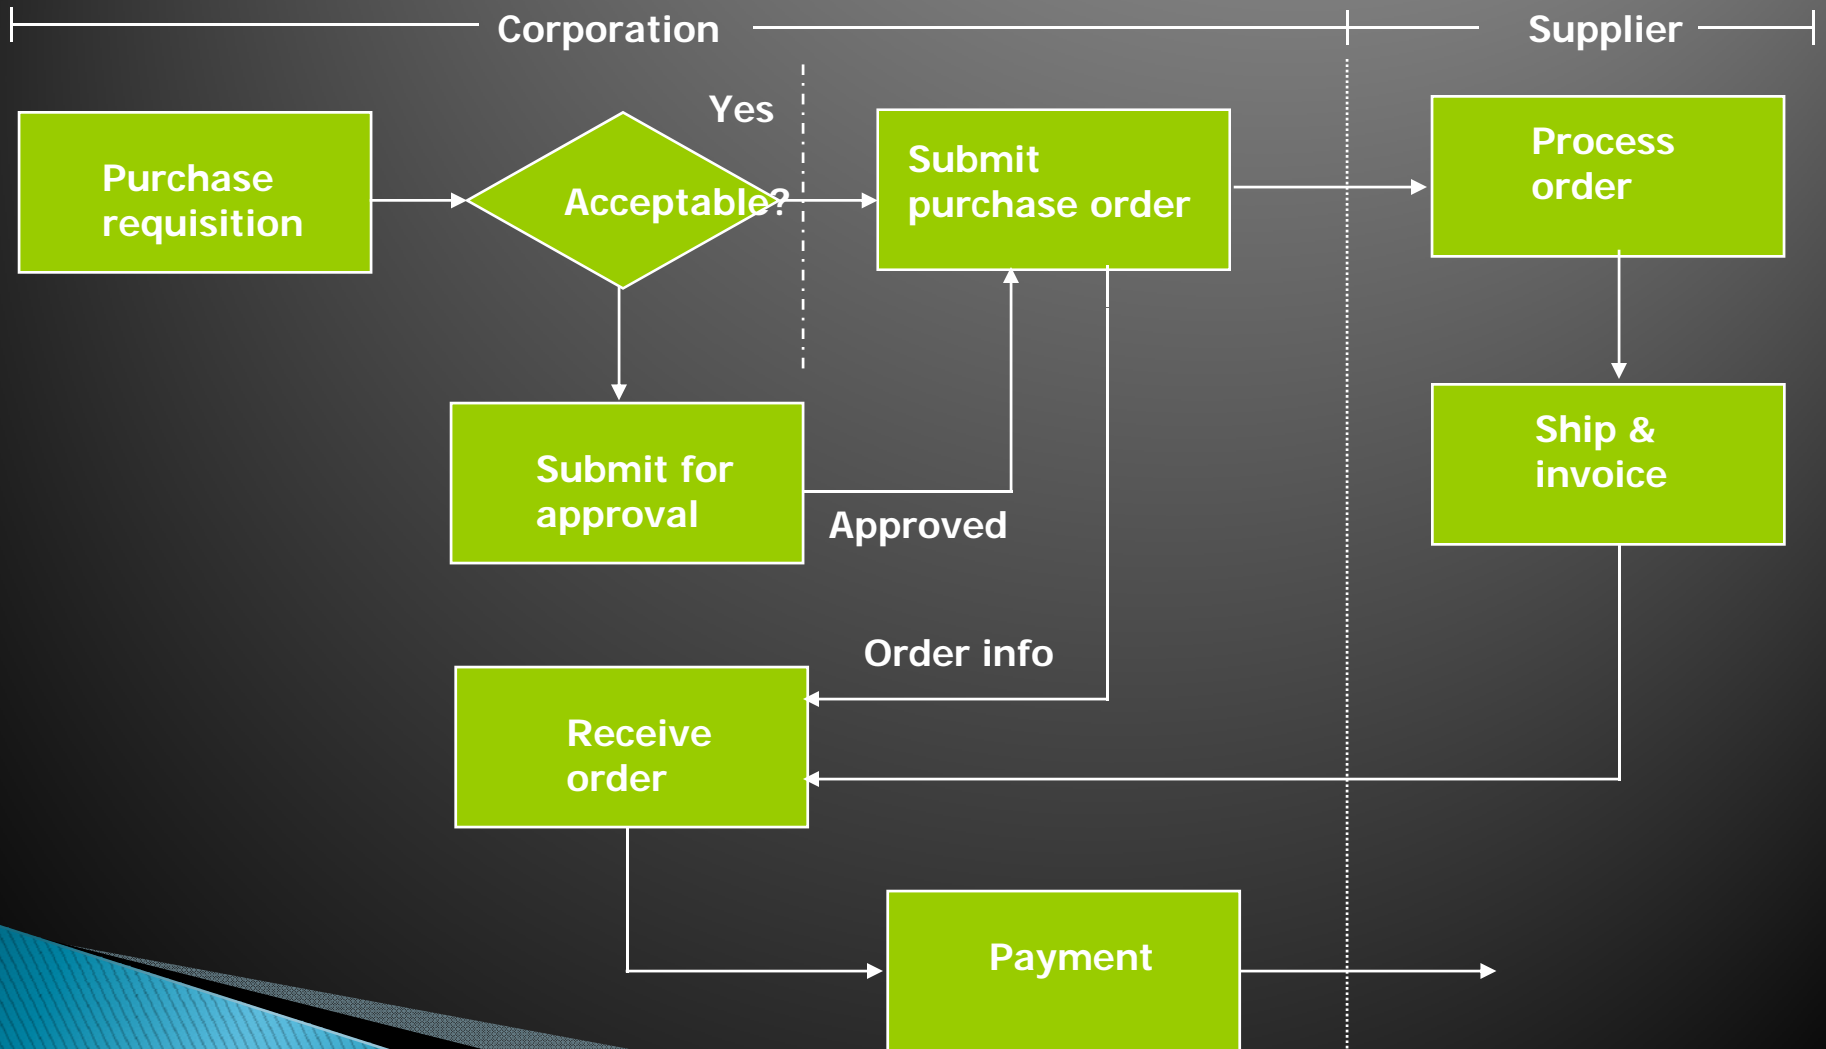 Corporation
Supplier
Yes
Purchase
requisition
Acceptable?
Submit
purchase order
Process
order
Submit for
approval
Approved
Ship &
invoice
Order info
Receive
order
Payment